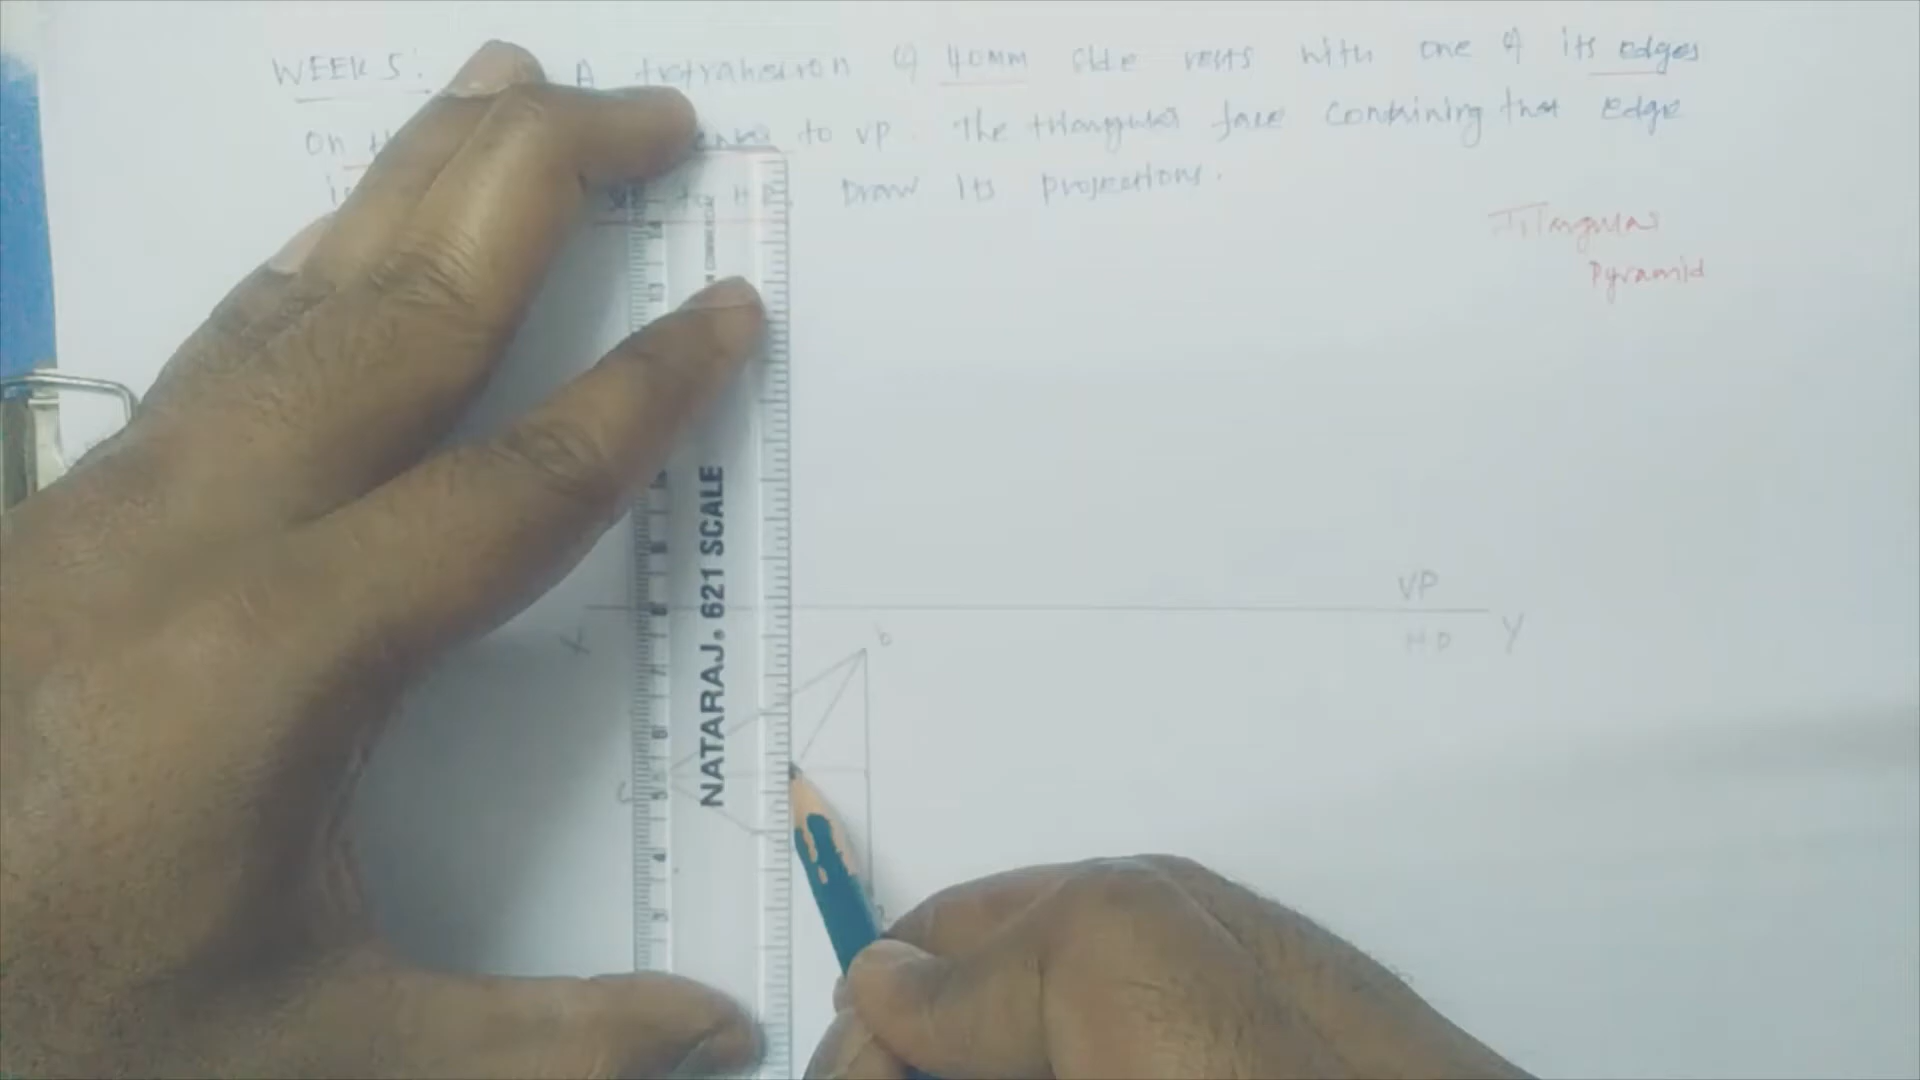 WEEK 5: A tetrahedron of 40mm side rests with one of its edges
on to VP. The triangular face containing that edge
to HP. Draw its projections.
Triangular
Pyramid
NATARAJ. 621 SCALE
VP
X HP Y
b
c